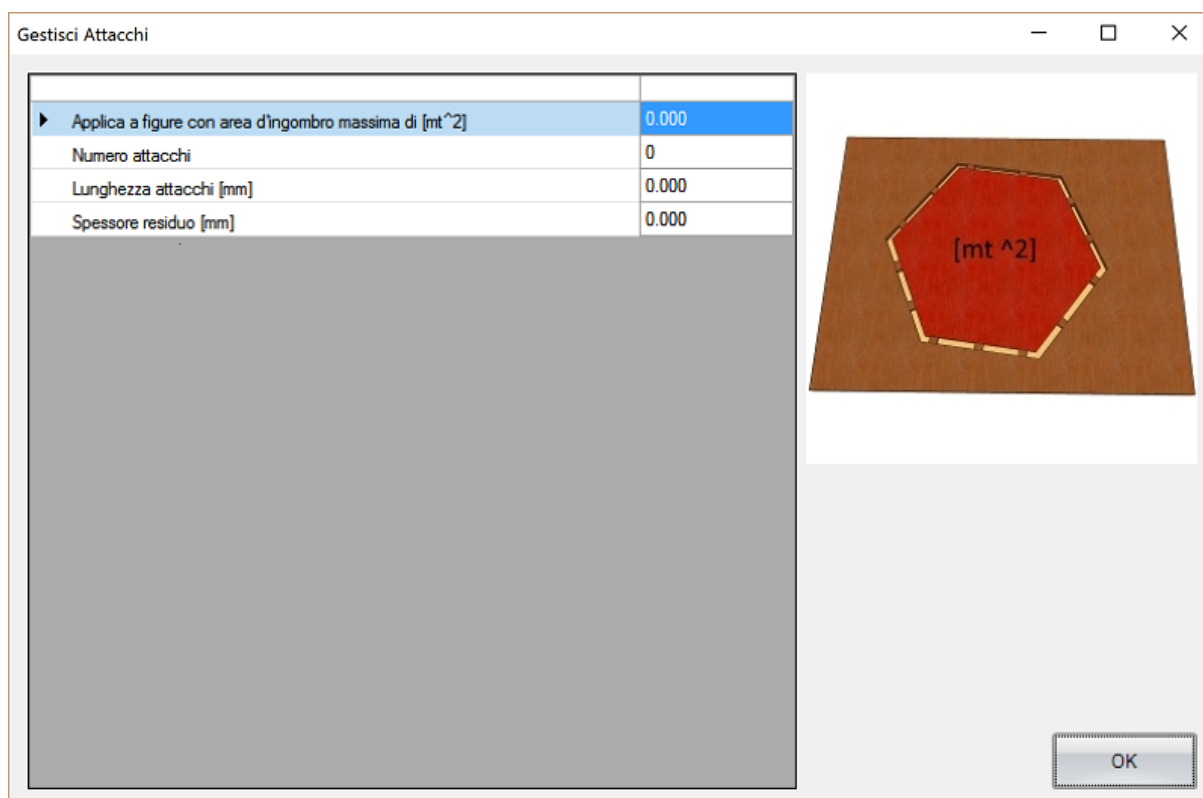 Gestisci Attacchi
Applica a figure con area d'ingombro massima di [mt^2] 0.000
Numero attacchi 0
Lunghezza attacchi [mm] 0.000
Spessore residuo [mm] 0.000
[mt ^2]
OK